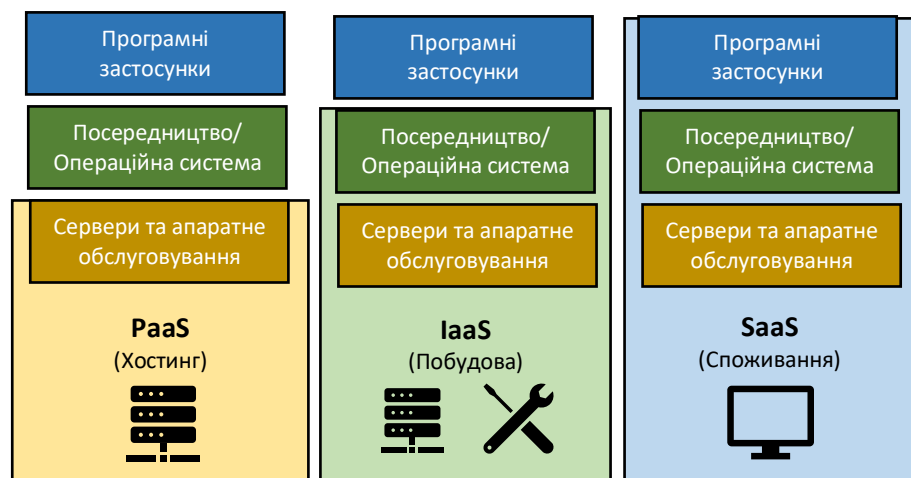 Програмні
застосунки
Посередництво/
Операційна система
Сервери та апаратне
обслуговування
PaaS
(Хостинг)
Програмні
застосунки
Посередництво/
Операційна система
Сервери та апаратне
обслуговування
IaaS
(Побудова)
Програмні
застосунки
Посередництво/
Операційна система
Сервери та апаратне
обслуговування
SaaS
(Споживання)